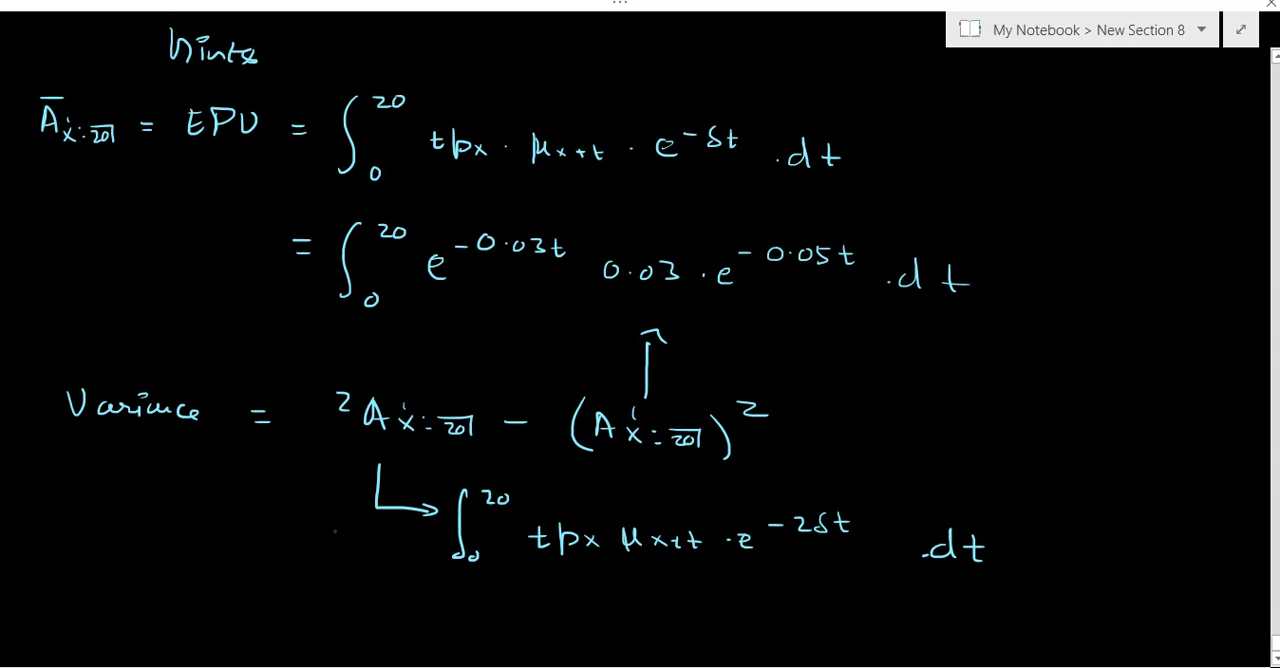 My Notebook > New Section 8
hints
Ā¹x:20̅| = EPV = ∫₀²⁰ tpx · μx+t · e^-δt · dt
= ∫₀²⁰ e^-0.03t 0.03 · e^-0.05t · dt
Variance = ²A¹x:20̅| - (A¹x:20̅|)²
∫₀²⁰ tpx μx+t · e^-2δt · dt